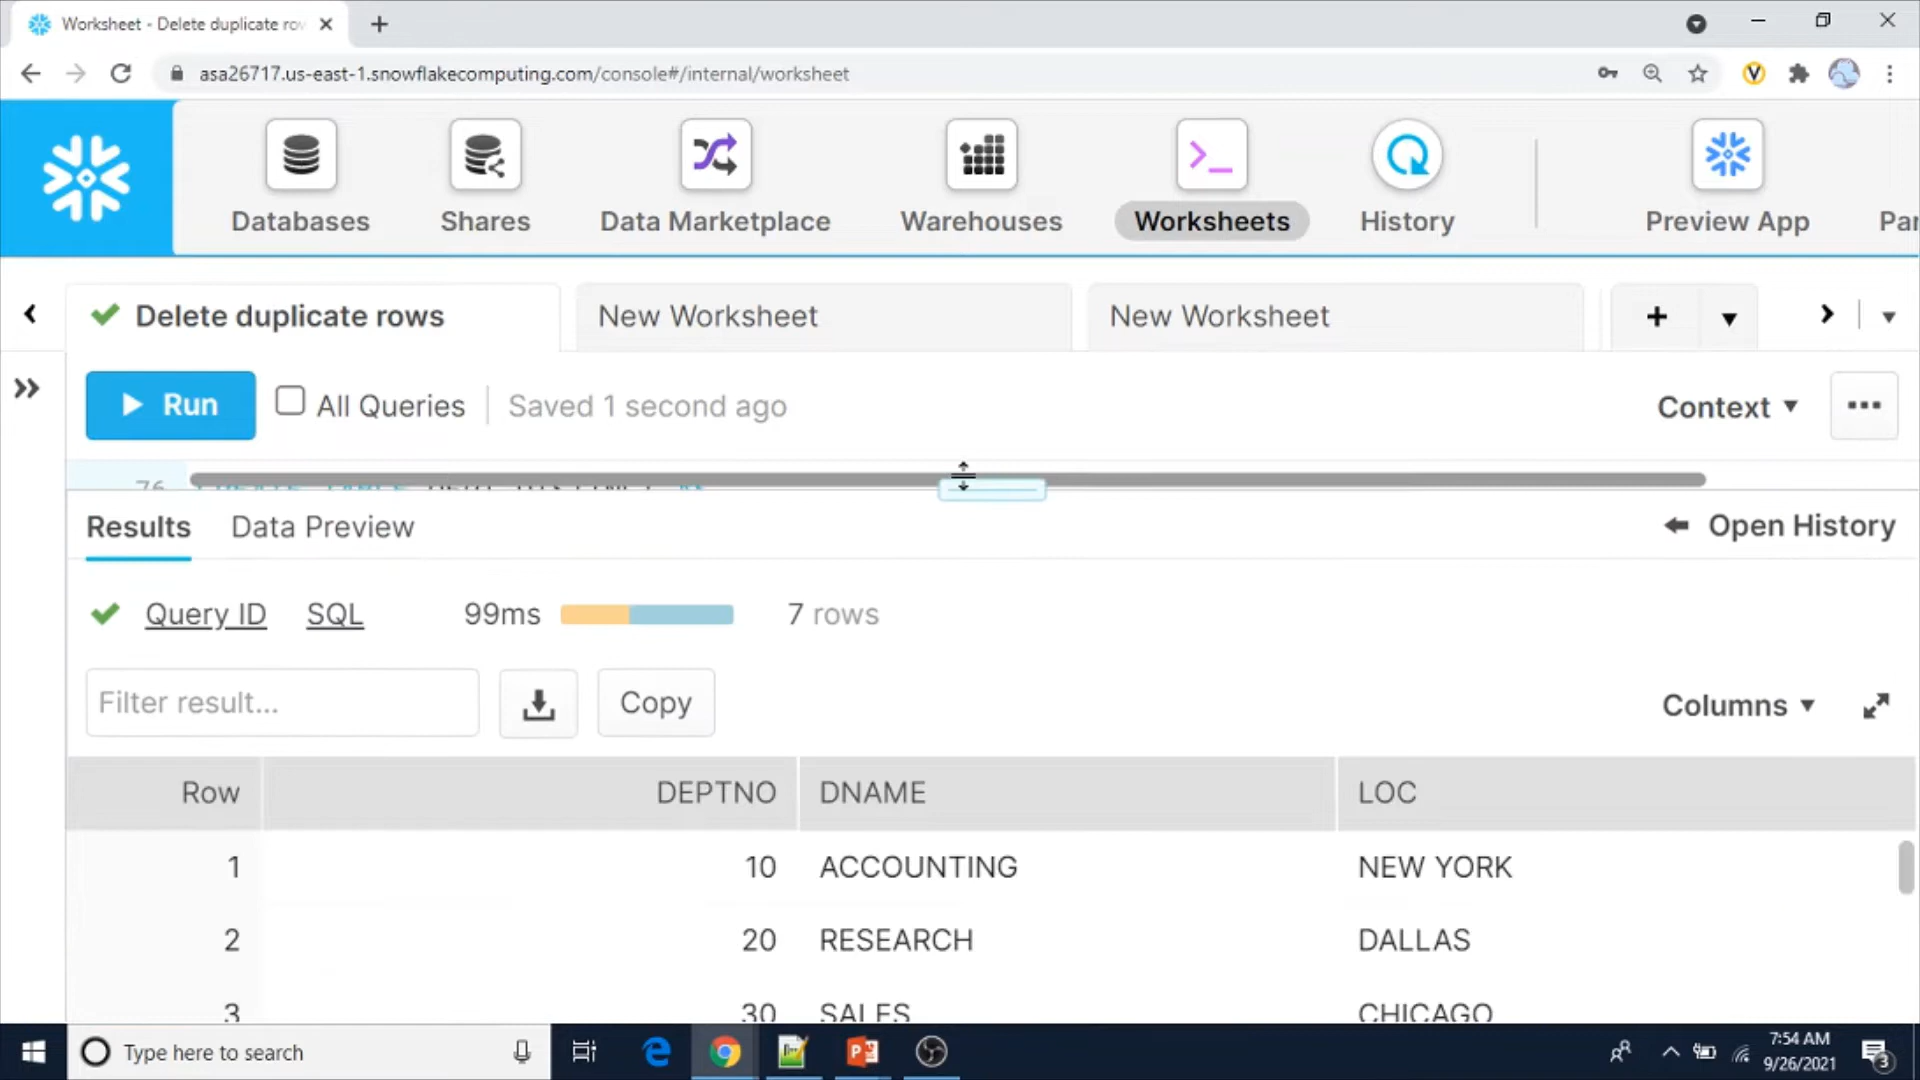 Worksheet - Delete duplicate rov
asa26717.us-east-1.snowflakecomputing.com/console#/internal/worksheet
Databases Shares Data Marketplace Warehouses Worksheets History Preview App Par
Delete duplicate rows New Worksheet New Worksheet
Run All Queries Saved 1 second ago Context
76
Results Data Preview Open History
Query ID SQL 99ms 7 rows
Filter result... Copy Columns
Row DEPTNO DNAME LOC
1 10 ACCOUNTING NEW YORK
2 20 RESEARCH DALLAS
3 30 SALES CHICAGO
Type here to search
7:54 AM
9/26/2021
3